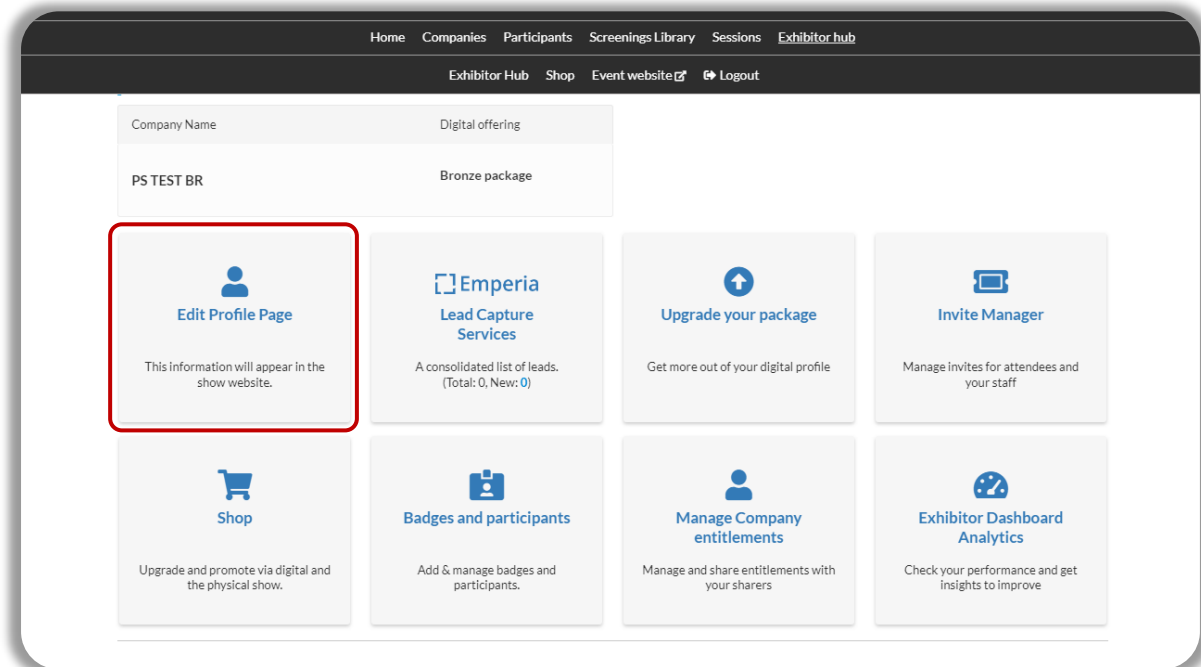 Home Companies Participants Screenings Library Sessions Exhibitor hub
Exhibitor Hub Shop Event website Logout
Company Name Digital offering
PS TEST BR Bronze package
Edit Profile Page
This information will appear in the
show website.
Emperia
Lead Capture
Services
A consolidated list of leads.
(Total: 0, New: 0)
Upgrade your package
Get more out of your digital profile
Invite Manager
Manage invites for attendees and
your staff
Shop
Upgrade and promote via digital and
the physical show.
Badges and participants
Add & manage badges and
participants.
Manage Company
entitlements
Manage and share entitlements with
your sharers
Exhibitor Dashboard
Analytics
Check your performance and get
insights to improve